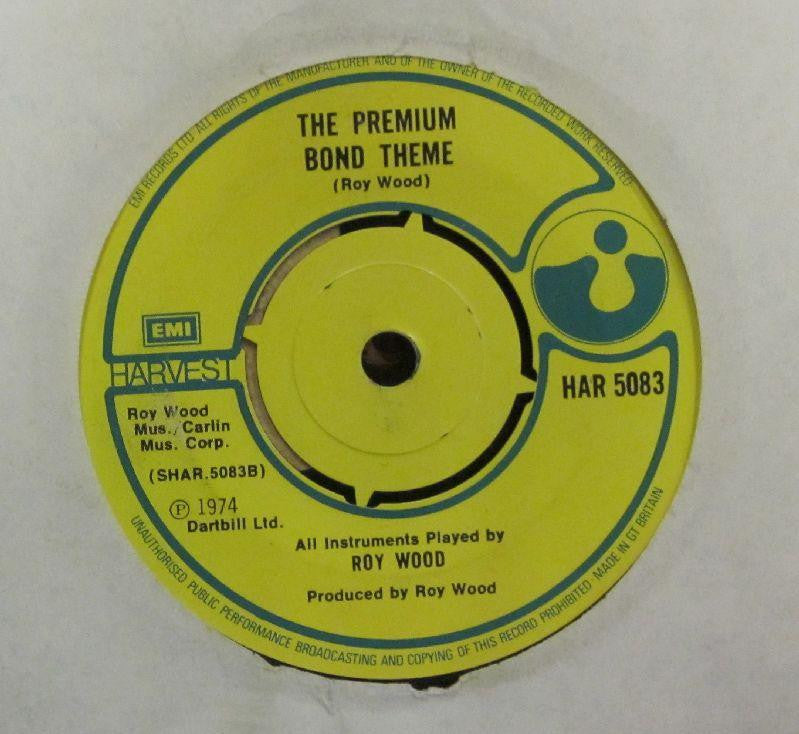 EMI RECORDS LTD ALL RIGHTS OF THE MANUFACTURER AND OF THE OWNER OF THE RECORDED WORK RESERVED
THE PREMIUM
BOND THEME
(Roy Wood)
EMI
HARVEST
HAR 5083
Roy Wood
Mus./Carlin
Mus. Corp.
(SHAR.5083B)
℗ 1974
Dartbill Ltd.
All Instruments Played by
ROY WOOD
Produced by Roy Wood
UNAUTHORISED PUBLIC PERFORMANCE BROADCASTING AND COPYING OF THIS RECORD PROHIBITED MADE IN GT BRITAIN